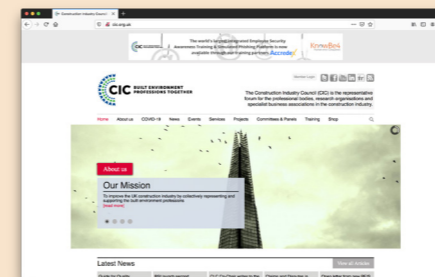 Construction Industry Council |
cic.org.uk
CIC
The world's largest integrated Employee Security
Awareness Training & Simulated Phishing Platform is now
available through our training partners Accredex
KnowBe4
CIC BUILT ENVIRONMENT
PROFESSIONS TOGETHER
Member Login
The Construction Industry Council (CIC) is the representative
forum for the professional bodies, research organisations and
specialist business associations in the construction industry.
Home About us COVID-19 News Events Services Projects Committees & Panels Training Shop
About us
Our Mission
To improve the UK construction industry by collectively representing and
supporting the built environment professions
[read more]
Latest News
View all Articles